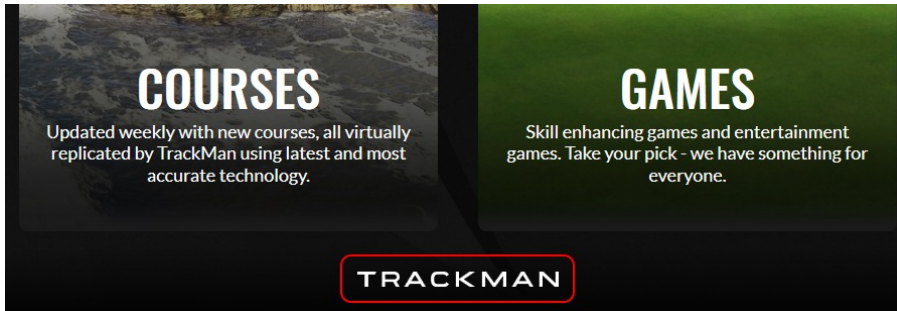 COURSES
Updated weekly with new courses, all virtually
replicated by TrackMan using latest and most
accurate technology.
GAMES
Skill enhancing games and entertainment
games. Take your pick - we have something for
everyone.
TRACKMAN